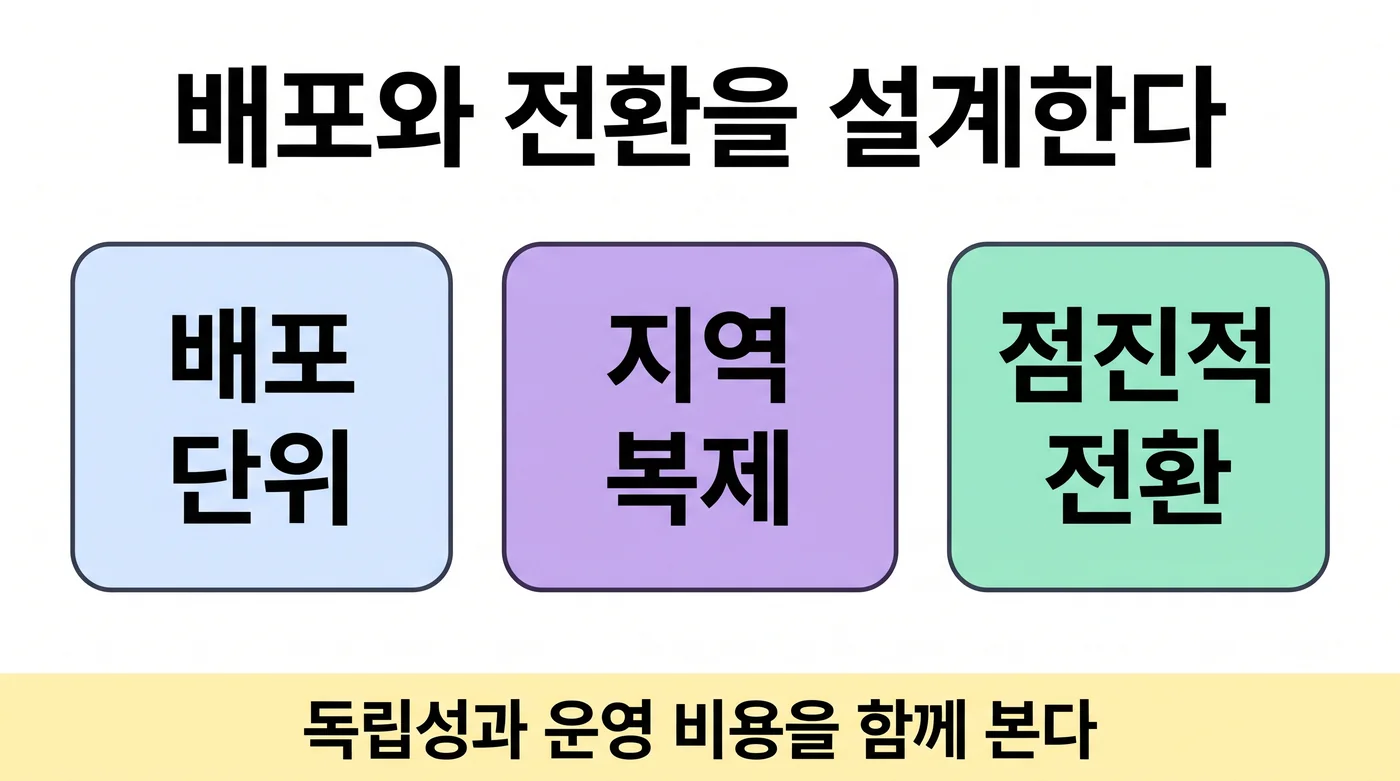 배포와 전환을 설계한다
배포
단위
지역
복제
점진적
전환
독립성과 운영 비용을 함께 본다